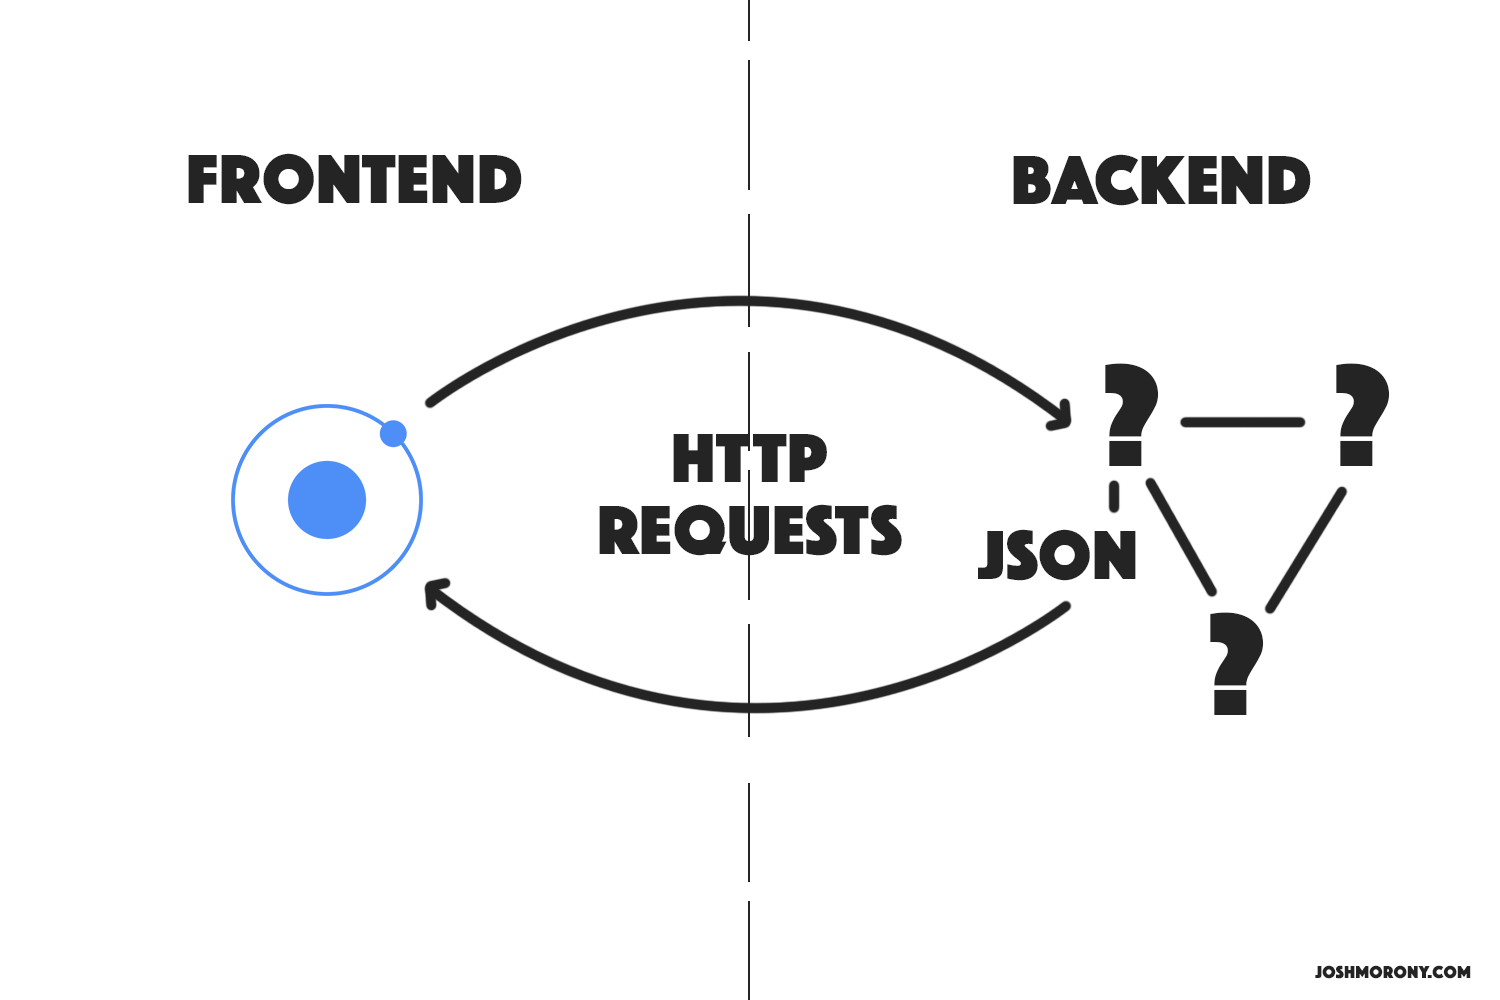 FRONTEND
BACKEND
HTTP
REQUESTS
? ?
JSON
?
JOSHMORONY.COM